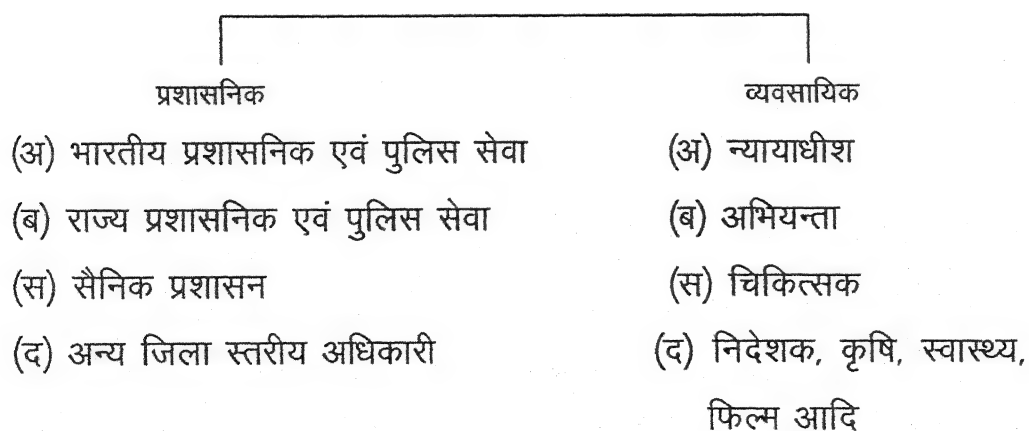 प्रशासनिक
(अ) भारतीय प्रशासनिक एवं पुलिस सेवा
(ब) राज्य प्रशासनिक एवं पुलिस सेवा
(स) सैनिक प्रशासन
(द) अन्य जिला स्तरीय अधिकारी
व्यवसायिक
(अ) न्यायाधीश
(ब) अभियन्ता
(स) चिकित्सक
(द) निदेशक, कृषि, स्वास्थ्य,
फिल्म आदि